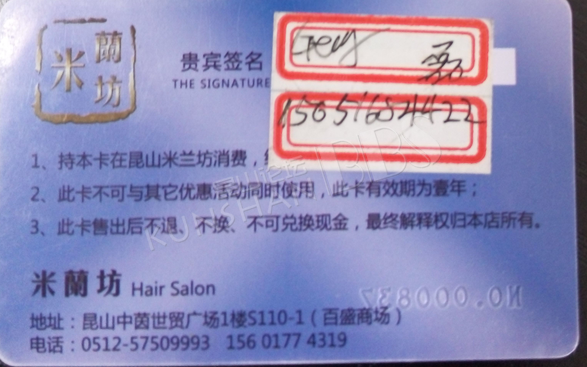 米蘭坊
贵宾签名
THE SIGNATURE
15051684422
1、持本卡在昆山米兰坊消费，
2、此卡不可与其它优惠活动同时使用，此卡有效期为壹年；
3、此卡售出后不退、不换、不可兑换现金，最终解释权归本店所有。
NO.000837
米蘭坊 Hair Salon
地址：昆山中茵世贸广场1楼S110-1（百盛商场）
电话：0512-57509993 156 0177 4319